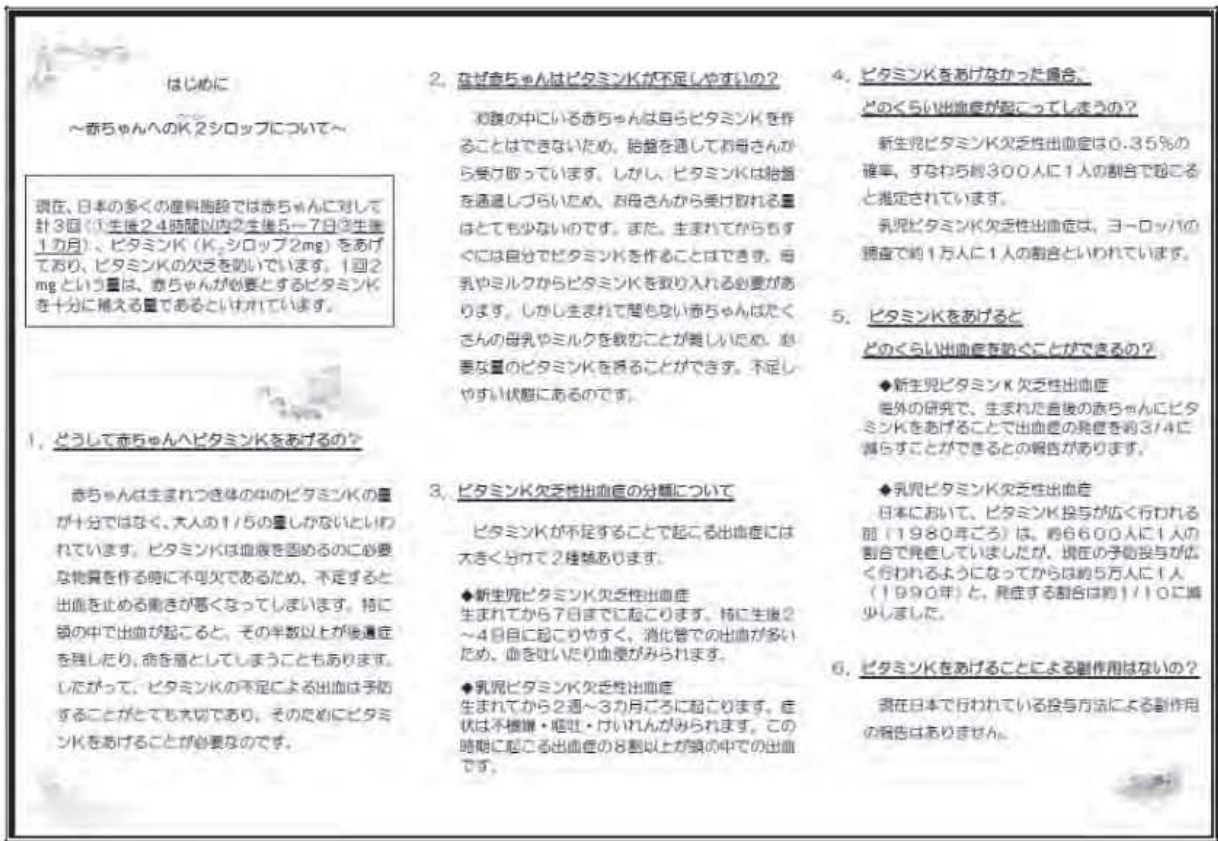 はじめに
～赤ちゃんへのK2シロップについて～
現在、日本の多くの産科施設では赤ちゃんに対して
計3回（①生後24時間以内②生後5～7日③生後
1カ月）、ビタミンK（K₂シロップ2mg）をあげ
ており、ビタミンKの欠乏を防いでいます。1回2
mgという量は、赤ちゃんが必要とするビタミンK
を十分に補える量であるといわれています。
1．どうして赤ちゃんへビタミンKをあげるの？
赤ちゃんは生まれつき体の中のビタミンKの量
が十分ではなく、大人の1/5の量しかないといわ
れています。ビタミンKは血液を固めるのに必要
な物質を作る時に不可欠であるため、不足すると
出血を止める働きが悪くなってしまいます。特に
頭の中で出血が起こると、その半数以上が後遺症
を残したり、命を落としてしまうこともあります。
したがって、ビタミンKの不足による出血は予防
することがとても大切であり、そのためにビタミ
ンKをあげることが必要なのです。
2．なぜ赤ちゃんはビタミンKが不足しやすいの？
お腹の中にいる赤ちゃんは自らビタミンKを作
ることはできないため、胎盤を通してお母さんか
ら受け取っています。しかし、ビタミンKは胎盤
を通過しづらいため、お母さんから受け取れる量
はとても少ないのです。また、生まれてからもす
ぐには自分でビタミンKを作ることはできず、母
乳やミルクからビタミンKを取り入れる必要があ
ります。しかし生まれて間もない赤ちゃんはたく
さんの母乳やミルクを飲むことが難しいため、必
要な量のビタミンKを摂ることができず、不足し
やすい状態にあるのです。
3．ビタミンK欠乏性出血症の分類について
ビタミンKが不足することで起こる出血症には
大きく分けて2種類あります。
◆新生児ビタミンK欠乏性出血症
生まれてから7日までに起こります。特に生後2
～4日目に起こりやすく、消化管での出血が多い
ため、血を吐いたり血便がみられます。
◆乳児ビタミンK欠乏性出血症
生まれてから2週～3カ月ごろに起こります。症
状は不機嫌・嘔吐・けいれんがみられます。この
時期に起こる出血症の8割以上が頭の中での出血
です。
4．ビタミンKをあげなかった場合、
どのくらい出血症が起こってしまうの？
新生児ビタミンK欠乏性出血症は0.35%の
確率、すなわち約300人に1人の割合で起こる
と推定されています。
乳児ビタミンK欠乏性出血症は、ヨーロッパの
調査で約1万人に1人の割合といわれています。
5．ビタミンKをあげると
どのくらい出血症を防ぐことができるの？
◆新生児ビタミンK欠乏性出血症
海外の研究で、生まれた直後の赤ちゃんにビタ
ミンKをあげることで出血症の発症を約3/4に
減らすことができるとの報告があります。
◆乳児ビタミンK欠乏性出血症
日本において、ビタミンK投与が広く行われる
前（1980年ごろ）は、約6600人に1人の
割合で発症していましたが、現在の予防投与が広
く行われるようになってからは約5万人に1人
（1990年）と、発症する割合は約1/10に減
少しました。
6．ビタミンKをあげることによる副作用はないの？
現在日本で行われている投与方法による副作用
の報告はありません。